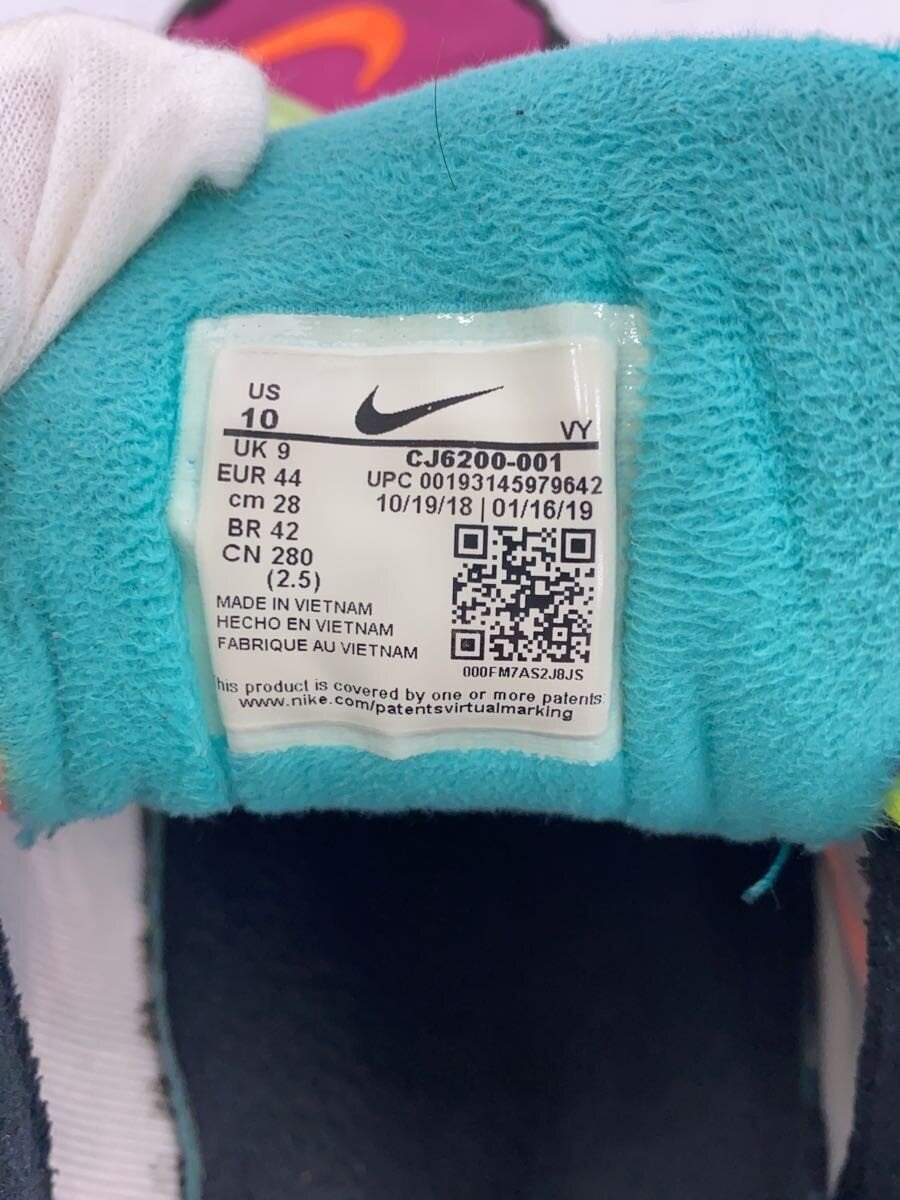 US
10
VY
UK 9
EUR 44
cm 28
BR 42
CN 280
(2.5)
CJ6200-001
UPC 00193145979642
10/19/18 | 01/16/19
MADE IN VIETNAM
HECHO EN VIETNAM
FABRIQUE AU VIETNAM
000FM7AS2J8JS
his product is covered by one or more patents.
www.nike.com/patentsvirtualmarking